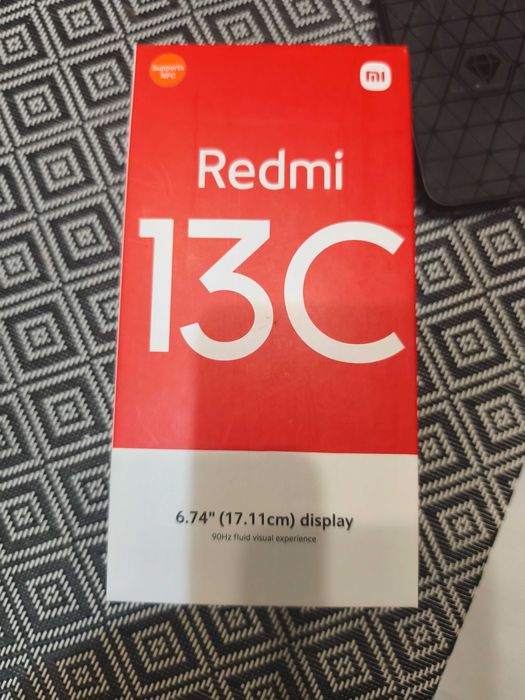 Supports
NFC
mi
Redmi
13C
6.74" (17.11cm) display
90Hz fluid visual experience